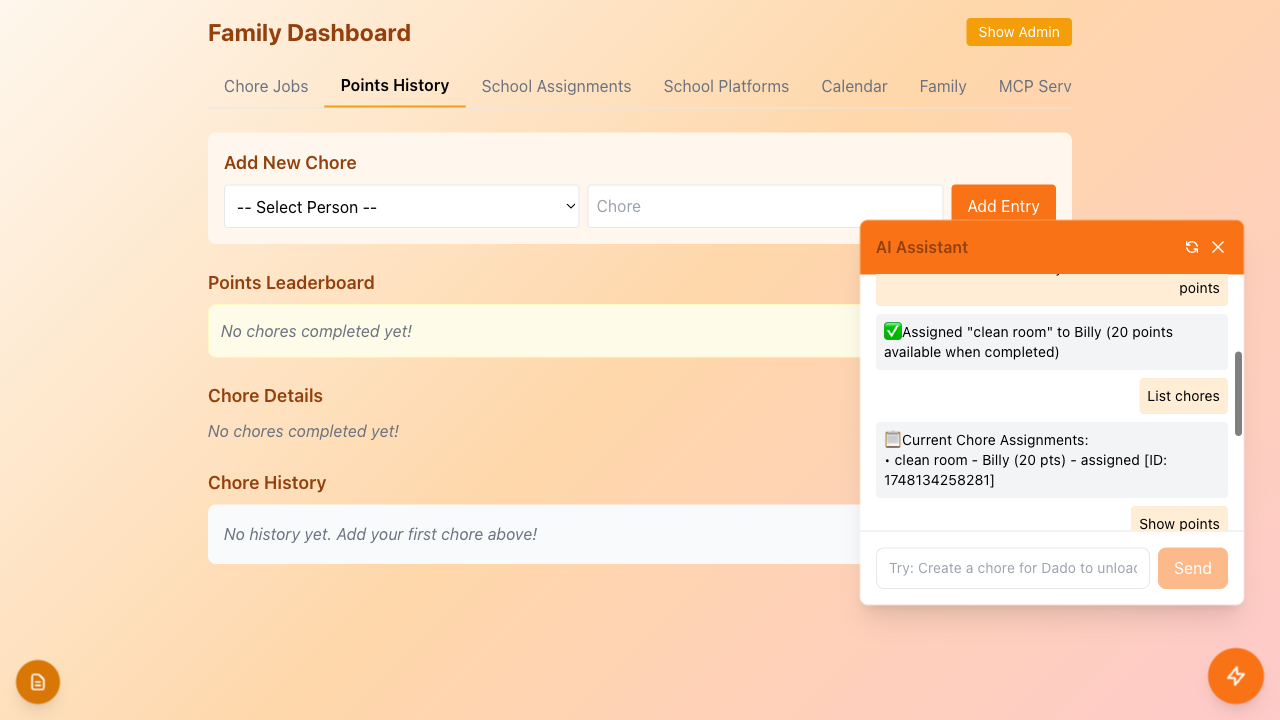 Family Dashboard
Show Admin
Chore Jobs
Points History
School Assignments
School Platforms
Calendar
Family
MCP Serv
Add New Chore
-- Select Person --
Chore
Add Entry
Points Leaderboard
No chores completed yet!
Chore Details
No chores completed yet!
Chore History
No history yet. Add your first chore above!
AI Assistant
points
✅Assigned "clean room" to Billy (20 points
available when completed)
List chores
📋Current Chore Assignments:
• clean room - Billy (20 pts) - assigned [ID:
1748134258281]
Show points
Try: Create a chore for Dado to unload
Send